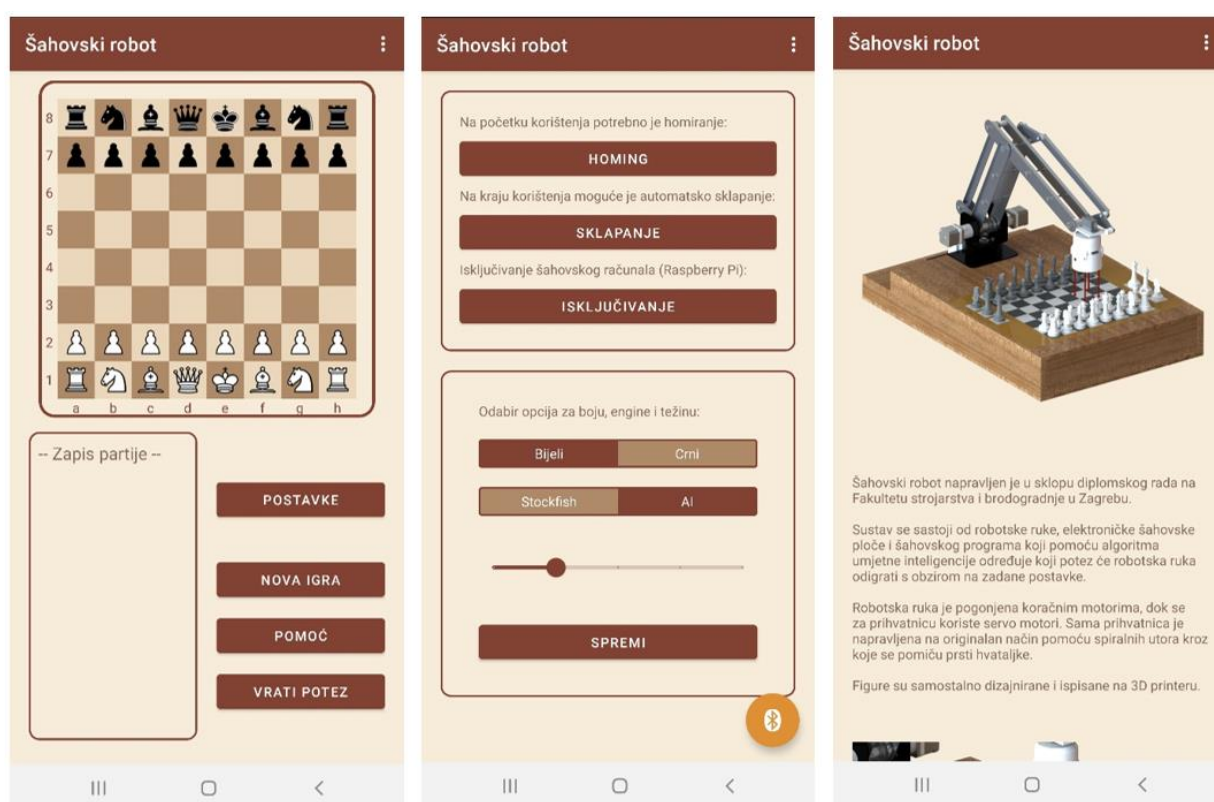 Šahovski robot
8
7
6
5
4
3
2
1
a b c d e f g h
-- Zapis partije --
POSTAVKE
NOVA IGRA
POMOĆ
VRATI POTEZ
Šahovski robot
Na početku korištenja potrebno je homiranje:
HOMING
Na kraju korištenja moguće je automatsko sklapanje:
SKLAPANJE
Isključivanje šahovskog računala (Raspberry Pi):
ISKLJUČIVANJE
Odabir opcija za boju, engine i težinu:
Bijeli Crni
Stockfish AI
SPREMI
Šahovski robot
Šahovski robot napravljen je u sklopu diplomskog rada na
Fakultetu strojarstva i brodogradnje u Zagrebu.
Sustav se sastoji od robotske ruke, elektroničke šahovske
ploče i šahovskog programa koji pomoću algoritma
umjetne inteligencije određuje koji potez će robotska ruka
odigrati s obzirom na zadane postavke.
Robotska ruka je pogonjena koračnim motorima, dok se
za prihvatnicu koriste servo motori. Sama prihvatnica je
napravljena na originalan način pomoću spiralnih utora kroz
koje se pomiču prsti hvataljke.
Figure su samostalno dizajnirane i ispisane na 3D printeru.